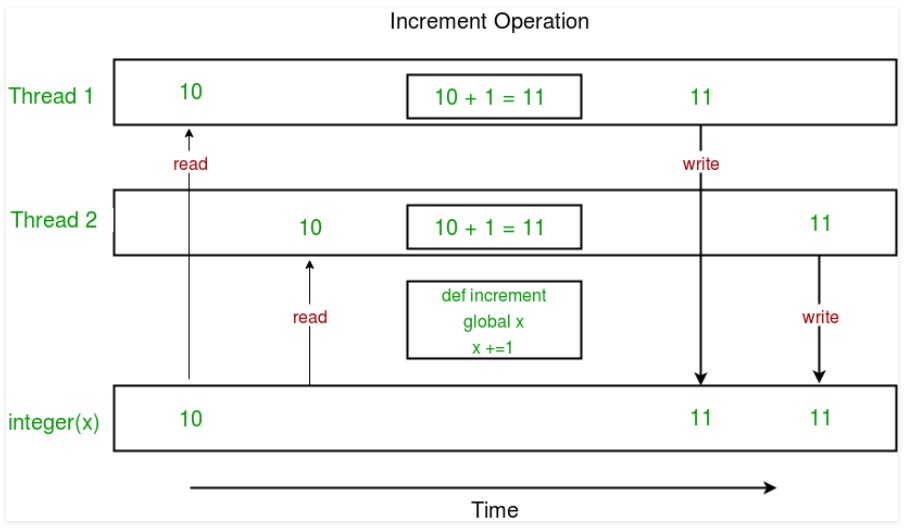 Increment Operation
Thread 1
10
10 + 1 = 11
11
read
write
Thread 2
10
10 + 1 = 11
11
def increment
global x
x +=1
read
write
integer(x)
10
11
11
Time